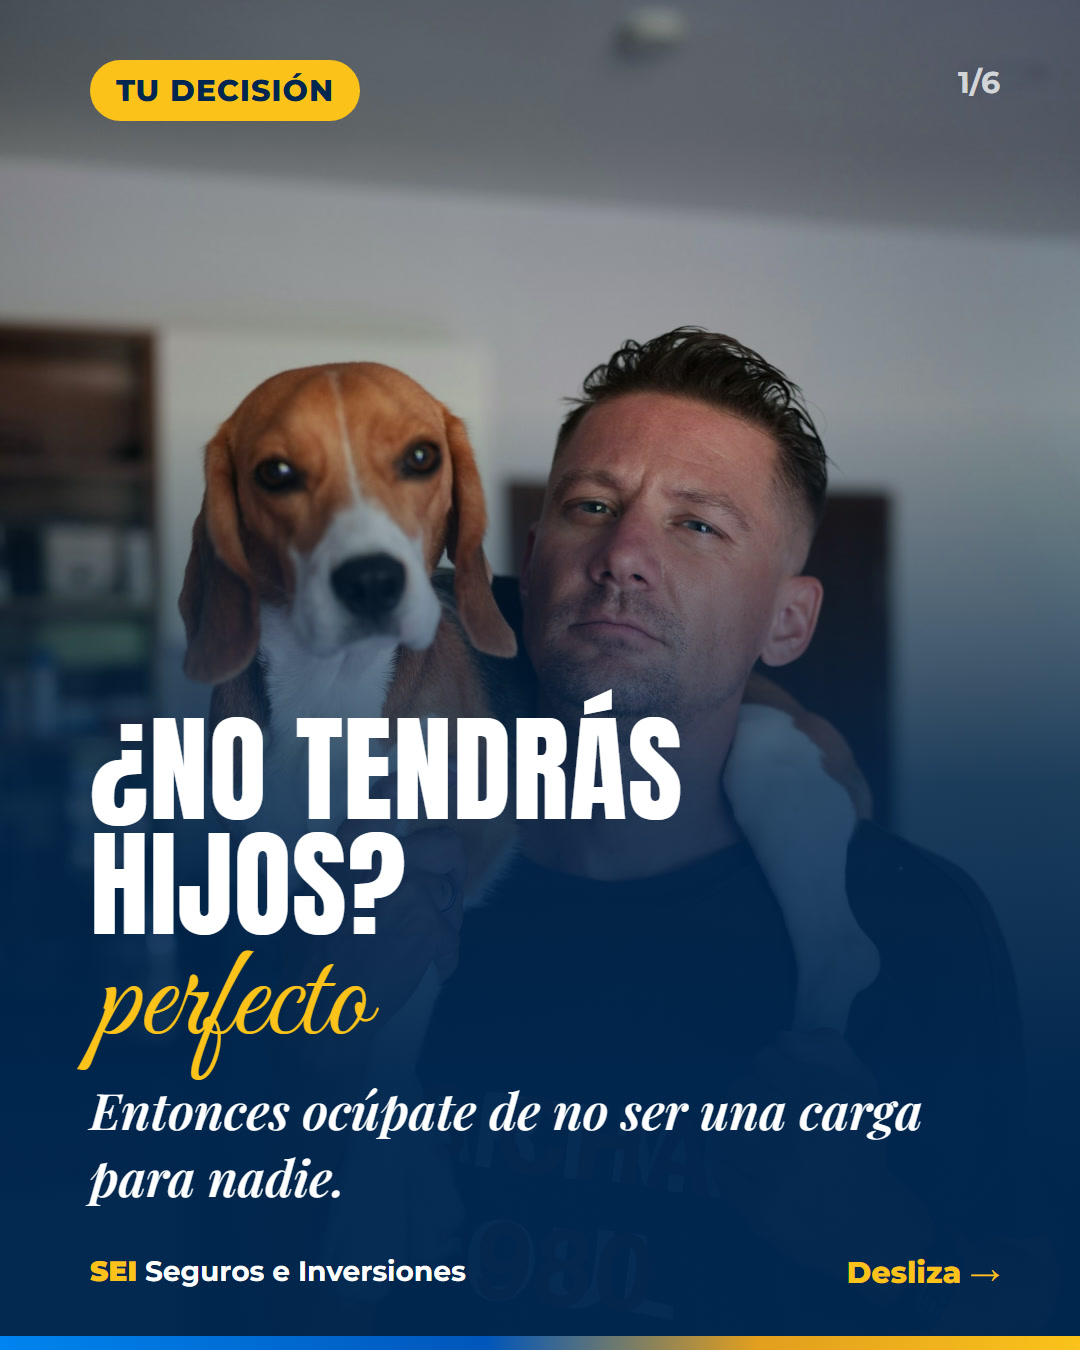 TU DECISIÓN
1/6
¿NO TENDRÁS
HIJOS?
perfecto
Entonces ocúpate de no ser una carga
para nadie.
SEI Seguros e Inversiones
Desliza →